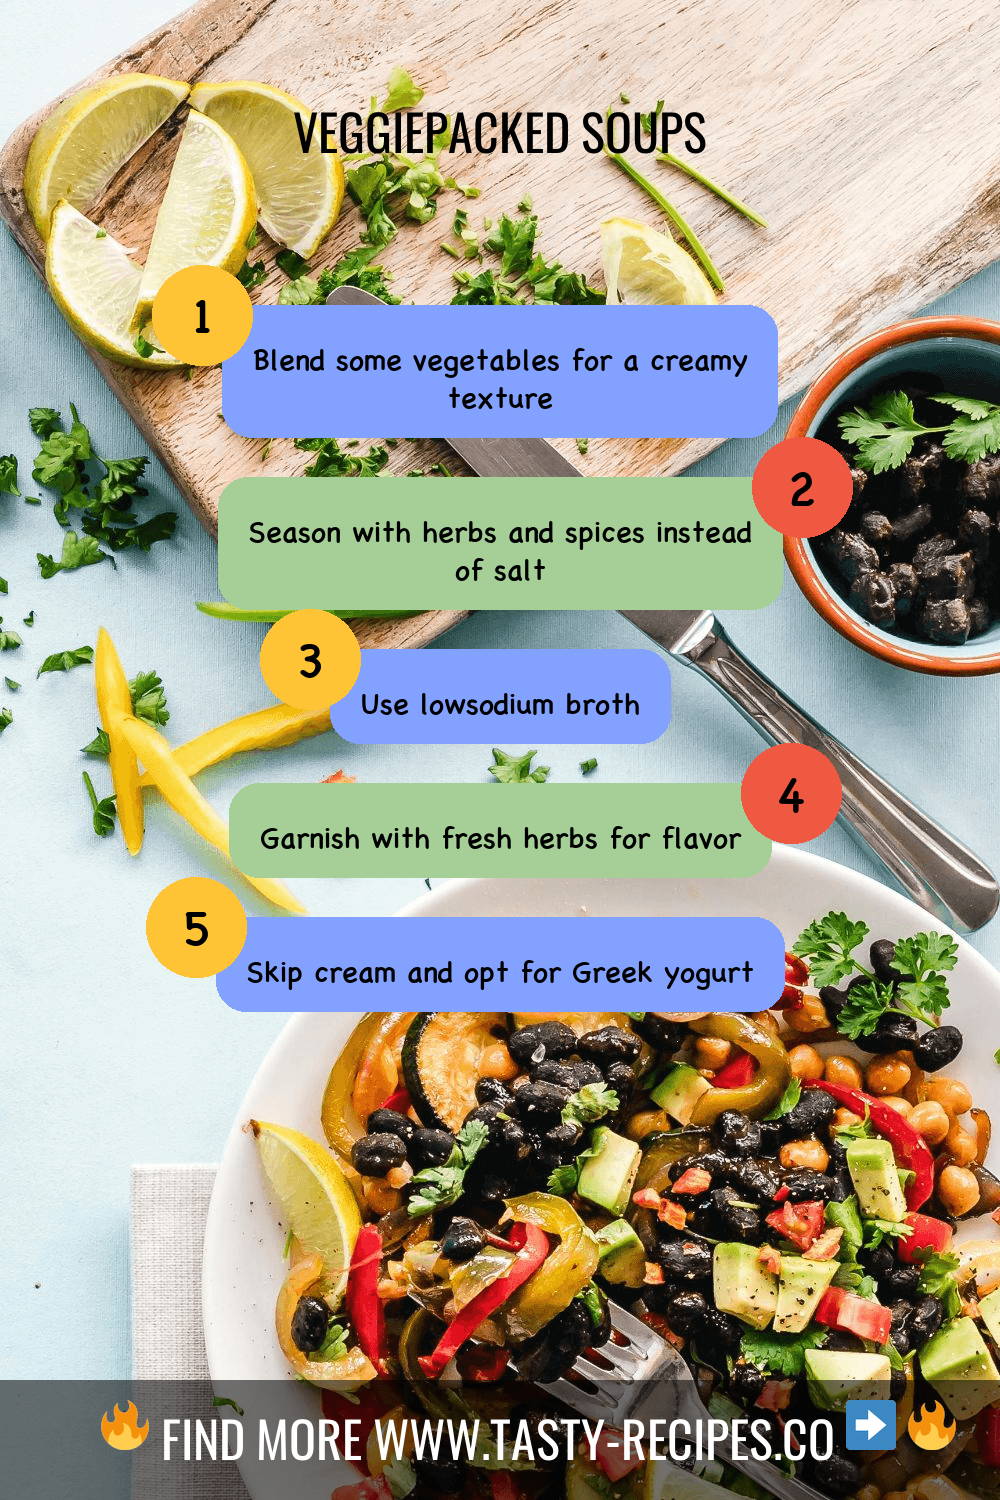 VEGGIEPACKED SOUPS
1
Blend some vegetables for a creamy
texture
2
Season with herbs and spices instead
of salt
3
Use lowsodium broth
4
Garnish with fresh herbs for flavor
5
Skip cream and opt for Greek yogurt
🔥 FIND MORE WWW.TASTY-RECIPES.CO ➡️ 🔥